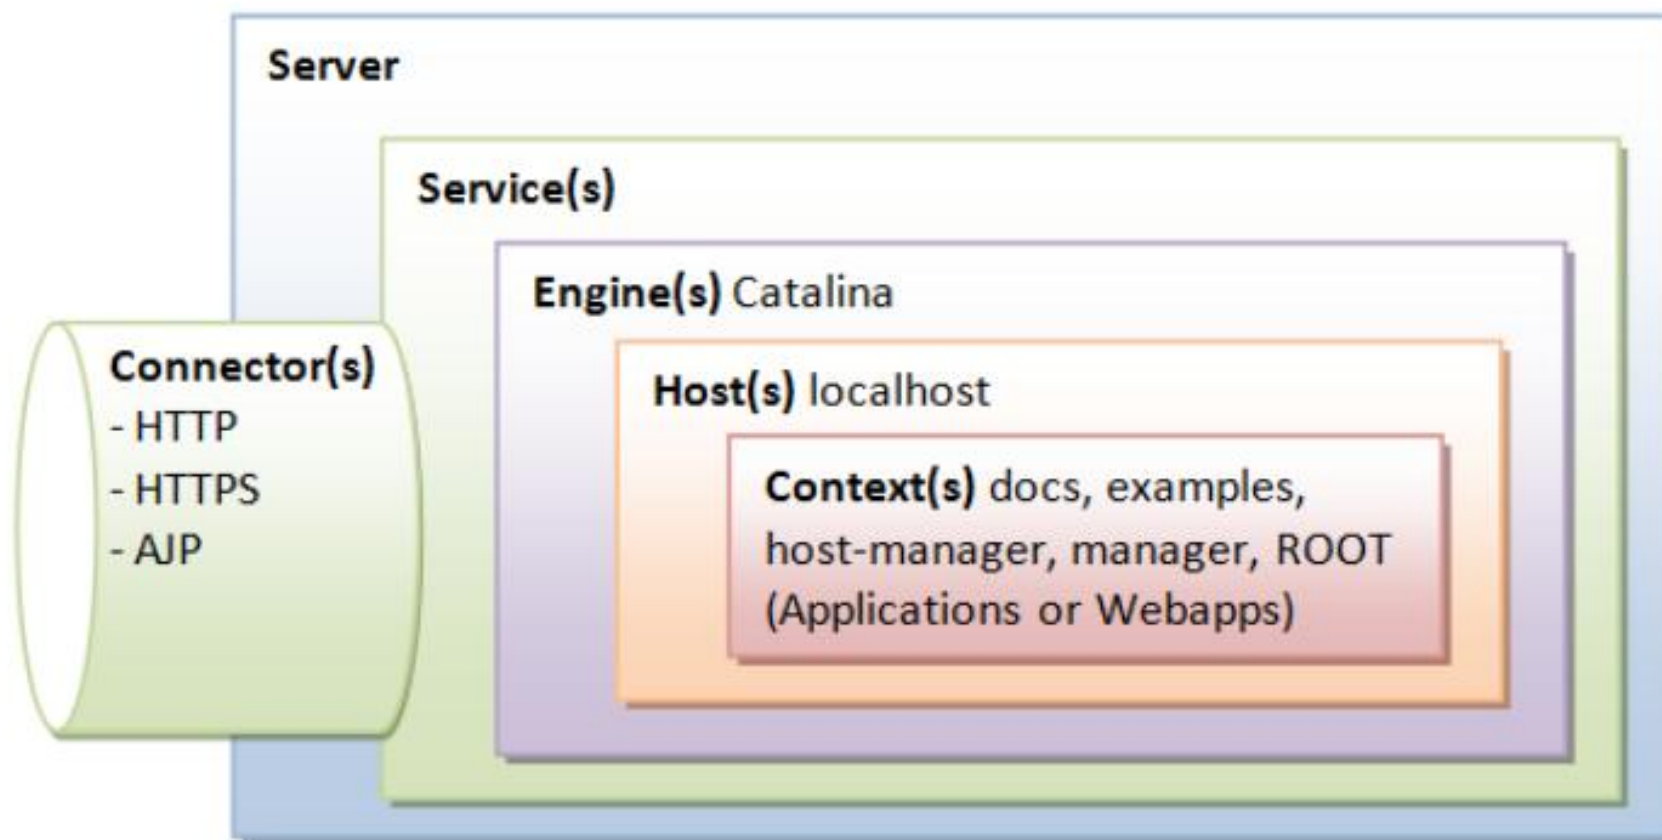 Server
Service(s)
Engine(s) Catalina
Connector(s)
- HTTP
- HTTPS
- AJP
Host(s) localhost
Context(s) docs, examples,
host-manager, manager, ROOT
(Applications or Webapps)